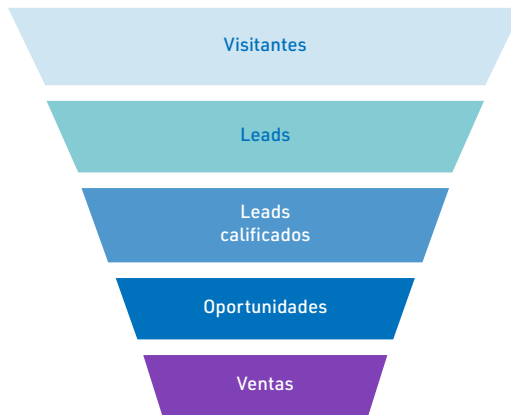 Visitantes
Leads
Leads
calificados
Oportunidades
Ventas